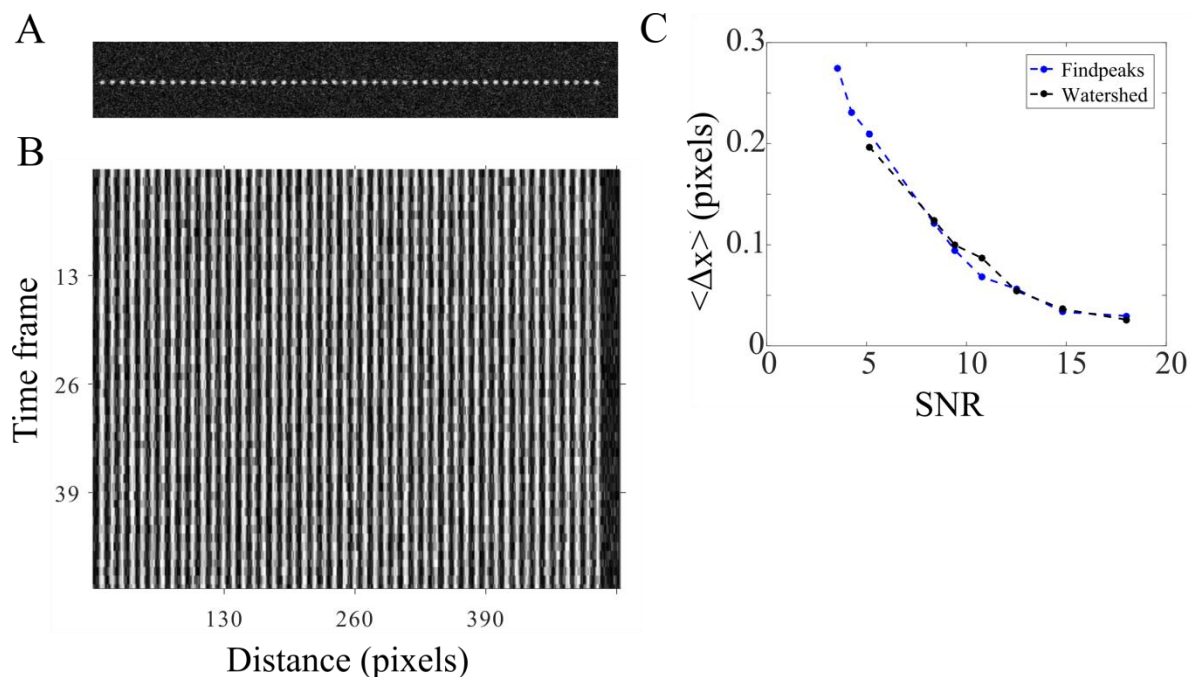 A
B
Time frame
13
26
39
130 260 390
Distance (pixels)
C
<Δx> (pixels)
0.3
0.2
0.1
0
0 5 10 15 20
SNR
Findpeaks
Watershed